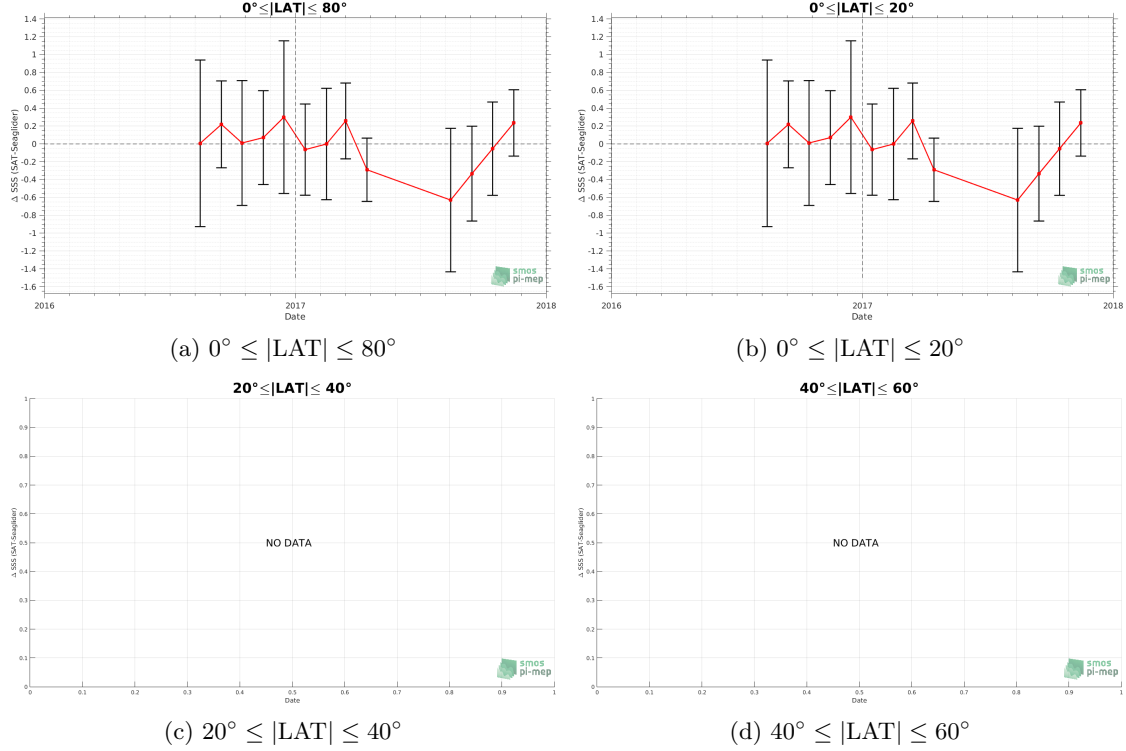 0°≤|LAT|≤ 80°
Δ SSS (SAT-Seaglider)
1.4
1.2
1
0.8
0.6
0.4
0.2
0
-0.2
-0.4
-0.6
-0.8
-1
-1.2
-1.4
-1.6
2016
2017
2018
Date
smos
pi-mep
(a) 0° ≤ |LAT| ≤ 80°
0°≤|LAT|≤ 20°
Δ SSS (SAT-Seaglider)
1.4
1.2
1
0.8
0.6
0.4
0.2
0
-0.2
-0.4
-0.6
-0.8
-1
-1.2
-1.4
-1.6
2016
2017
2018
Date
smos
pi-mep
(b) 0° ≤ |LAT| ≤ 20°
20°≤|LAT|≤ 40°
Δ SSS (SAT-Seaglider)
1
0.9
0.8
0.7
0.6
0.5
0.4
0.3
0.2
0.1
0
NO DATA
0 0.1 0.2 0.3 0.4 0.5 0.6 0.7 0.8 0.9 1
Date
smos
pi-mep
(c) 20° ≤ |LAT| ≤ 40°
40°≤|LAT|≤ 60°
Δ SSS (SAT-Seaglider)
1
0.9
0.8
0.7
0.6
0.5
0.4
0.3
0.2
0.1
0
NO DATA
0 0.1 0.2 0.3 0.4 0.5 0.6 0.7 0.8 0.9 1
Date
smos
pi-mep
(d) 40° ≤ |LAT| ≤ 60°